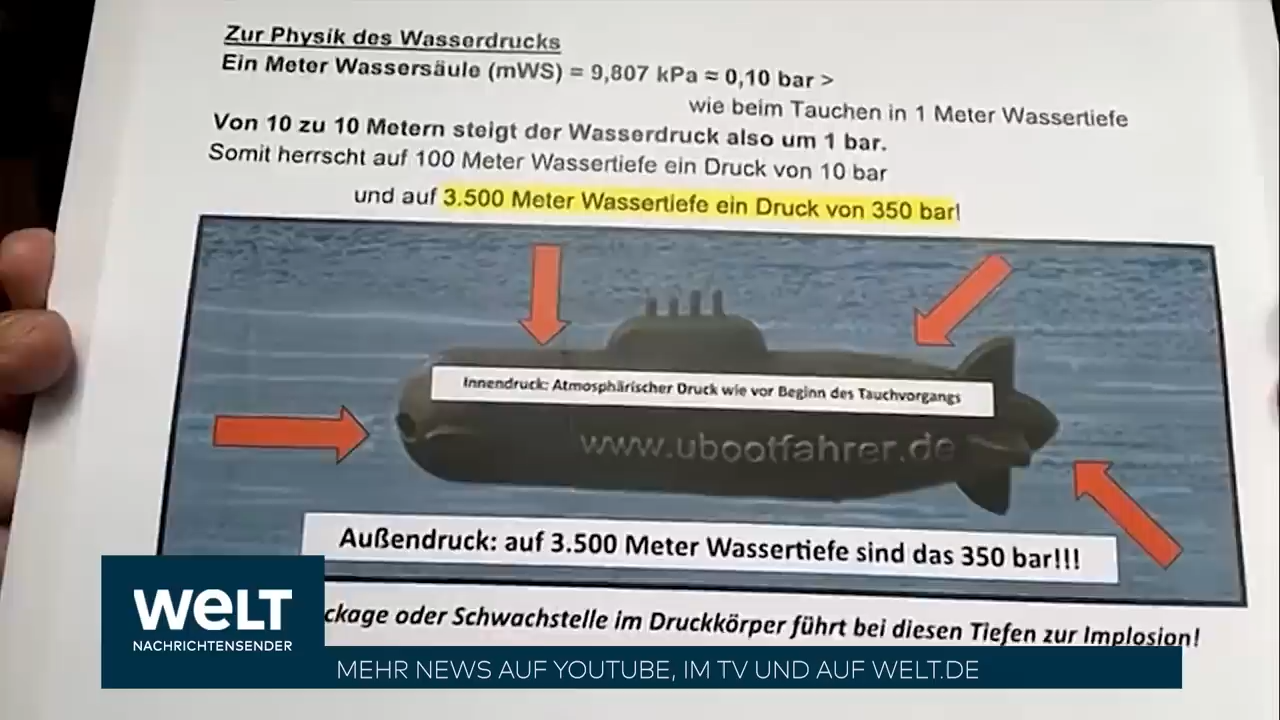 Zur Physik des Wasserdrucks
Ein Meter Wassersäule (mWS) = 9,807 kPa ≈ 0,10 bar >
wie beim Tauchen in 1 Meter Wassertiefe
Von 10 zu 10 Metern steigt der Wasserdruck also um 1 bar.
Somit herrscht auf 100 Meter Wassertiefe ein Druck von 10 bar
und auf 3.500 Meter Wassertiefe ein Druck von 350 bar!
Innendruck: Atmosphärischer Druck wie vor Beginn des Tauchvorgangs
www.ubootfahrer.de
Außendruck: auf 3.500 Meter Wassertiefe sind das 350 bar!!!
ckage oder Schwachstelle im Druckkörper führt bei diesen Tiefen zur Implosion!
WELT
NACHRICHTENSENDER
MEHR NEWS AUF YOUTUBE, IM TV UND AUF WELT.DE